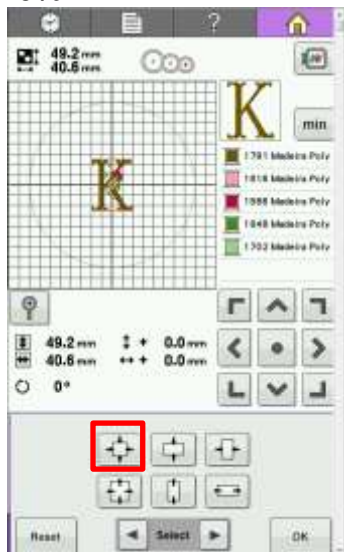 ?
49.2 mm
40.6 mm
K
min
K
1791 Madeira Poly
1816 Madeira Poly
1988 Madeira Poly
1848 Madeira Poly
1702 Madeira Poly
49.2 mm + 0.0 mm
40.6 mm + 0.0 mm
0°
Reset
Select
OK